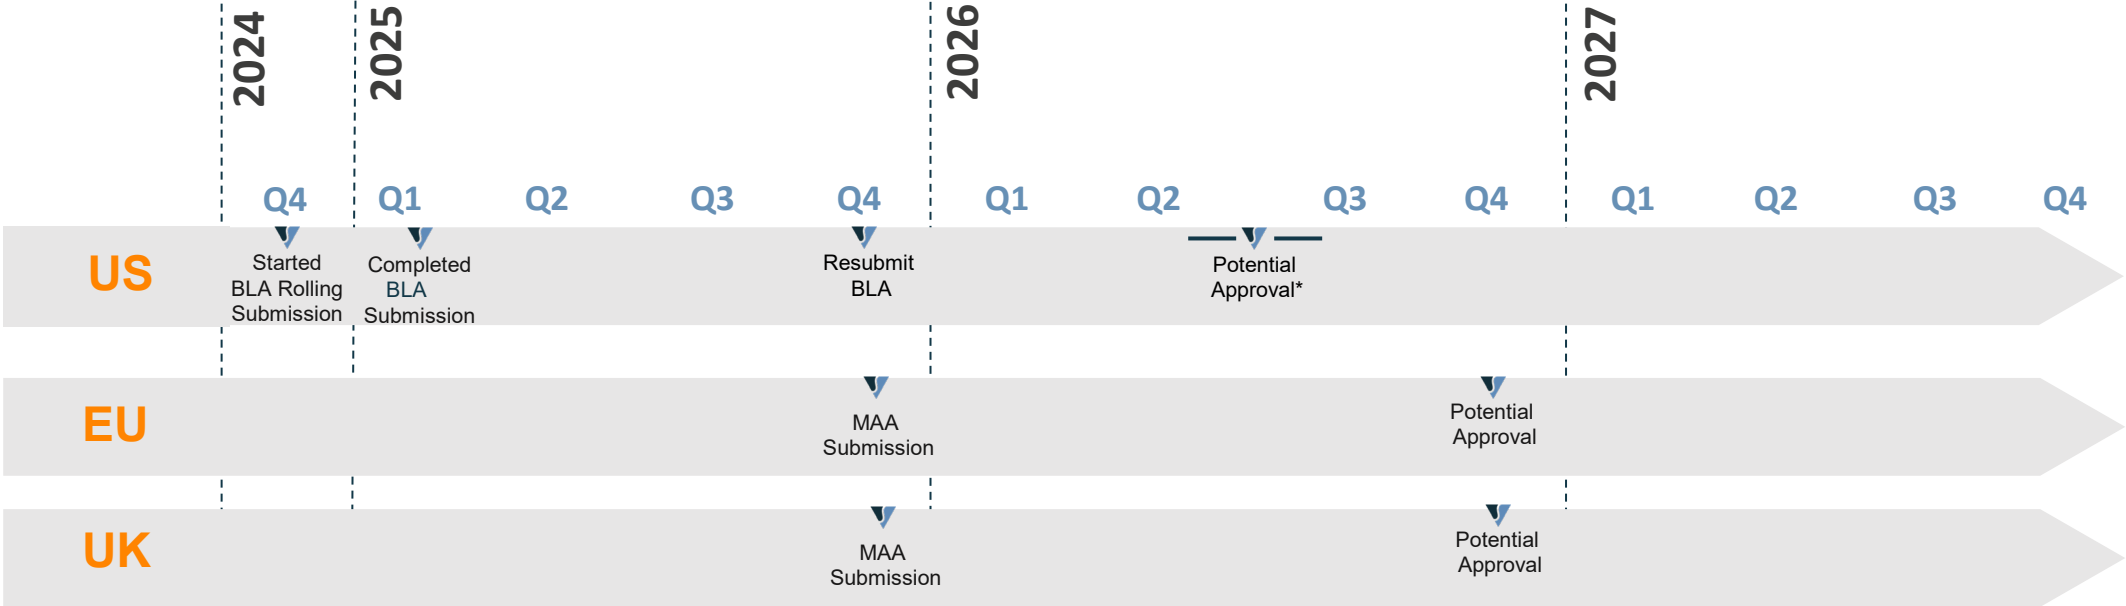 2024
2025
2026
2027
Q4 Q1 Q2 Q3 Q4 Q1 Q2 Q3 Q4 Q1 Q2 Q3 Q4
US
Started
BLA Rolling
Submission
Completed
BLA
Submission
Resubmit
BLA
Potential
Approval*
EU
MAA
Submission
Potential
Approval
UK
MAA
Submission
Potential
Approval